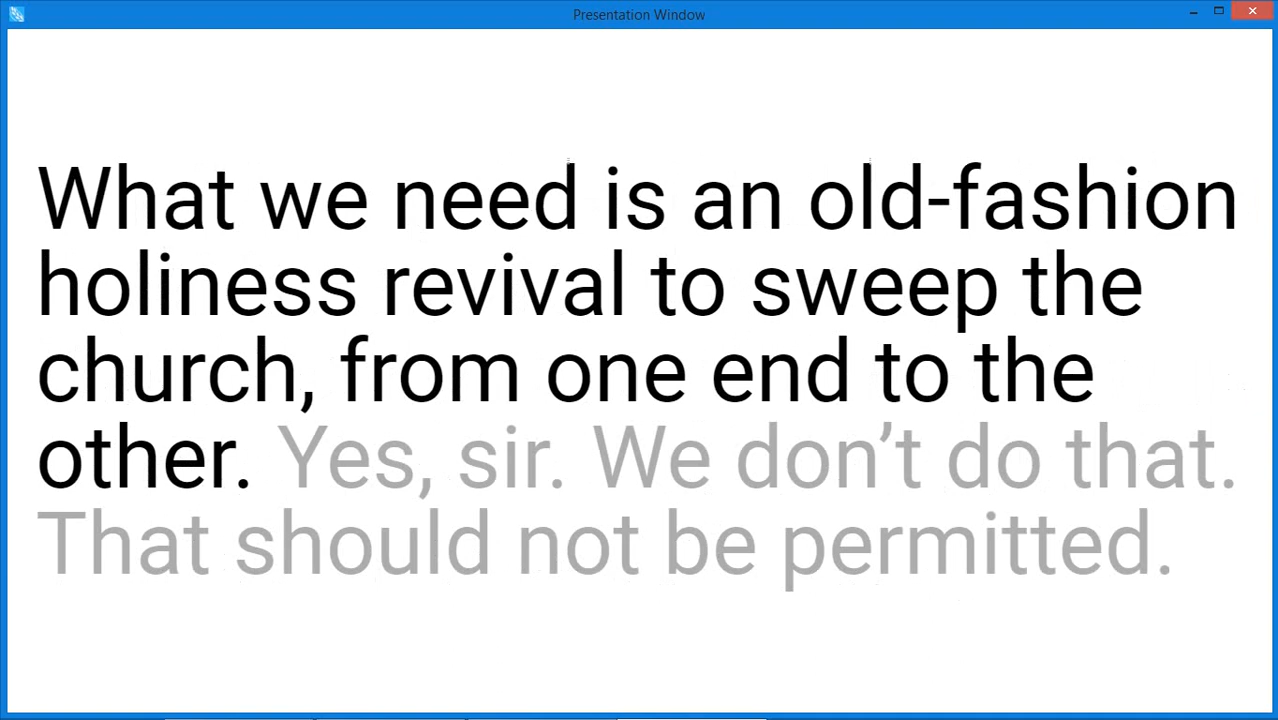 Presentation Window
What we need is an old-fashion
holiness revival to sweep the
church, from one end to the
other. Yes, sir. We don’t do that.
That should not be permitted.